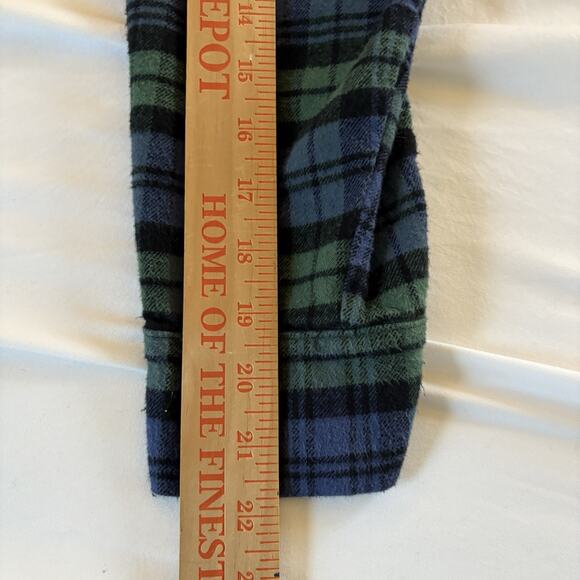 EPOT HOME OF THE FINEST
14 15 16 17 18 19 20 21 22